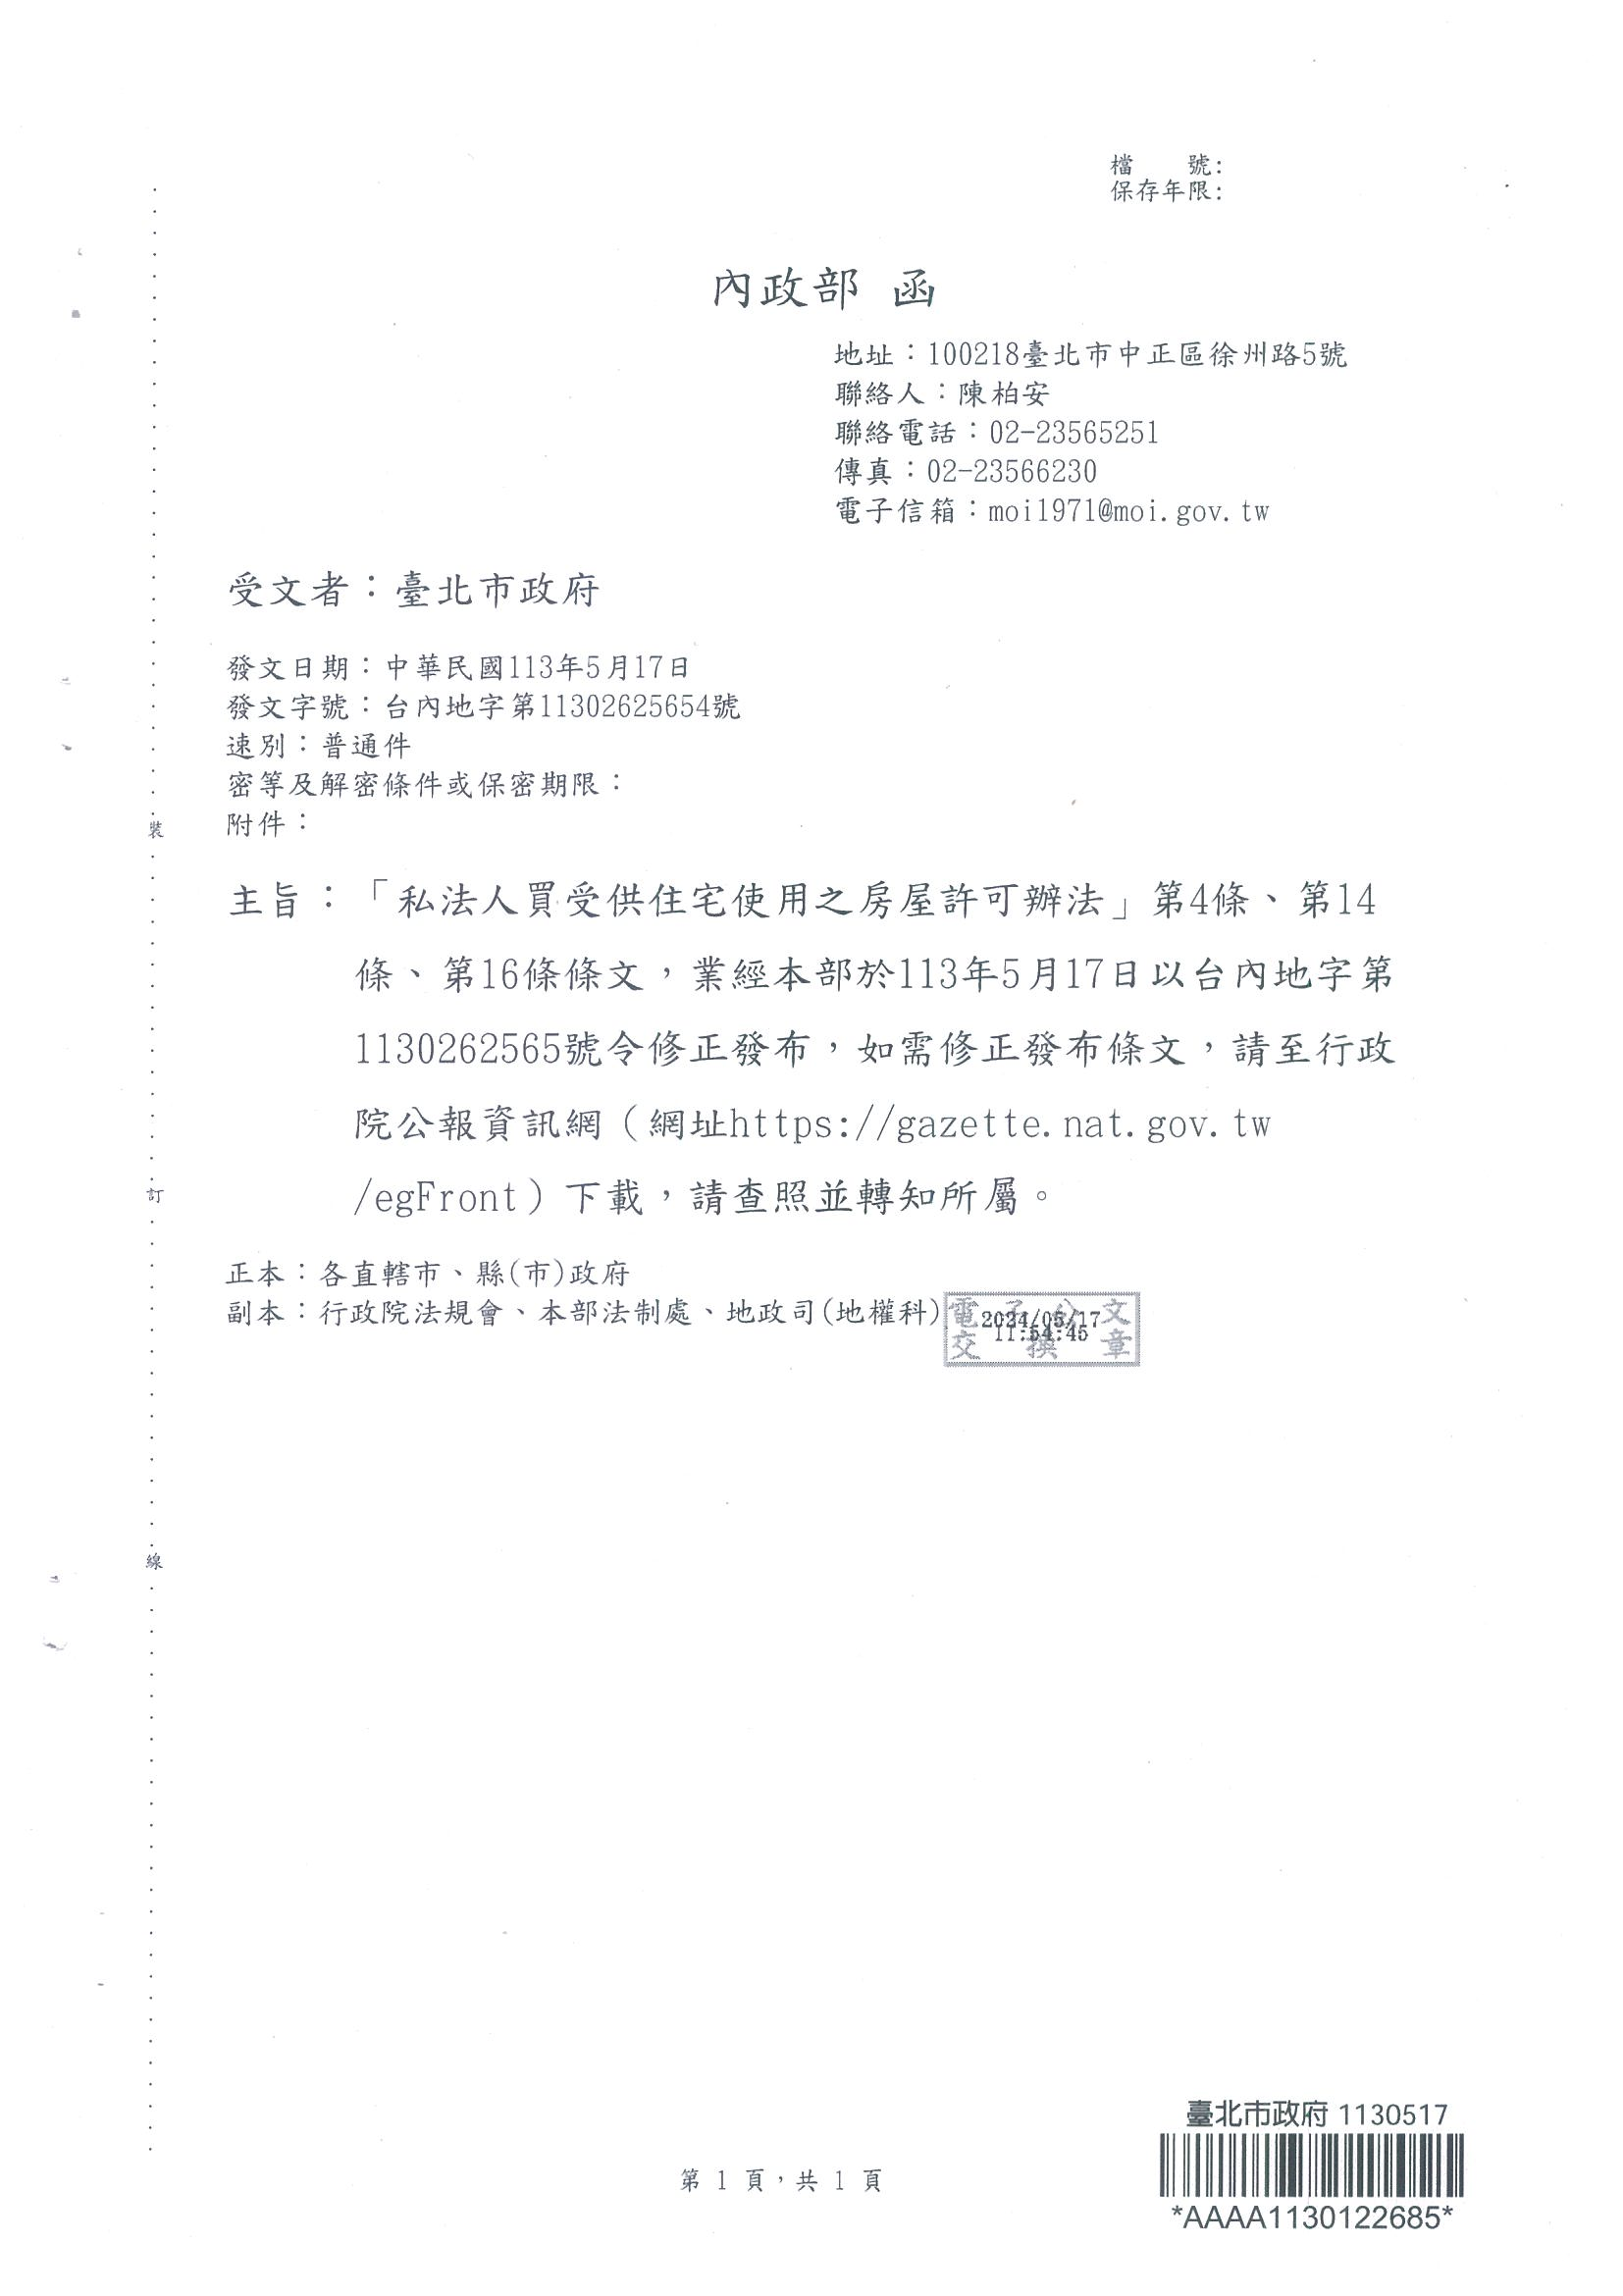 檔　　號:
保存年限:
內政部 函
地址：100218臺北市中正區徐州路5號
聯絡人：陳柏安
聯絡電話：02-23565251
傳真：02-23566230
電子信箱：moi1971@moi.gov.tw
受文者：臺北市政府
發文日期：中華民國113年5月17日
發文字號：台內地字第11302625654號
速別：普通件
密等及解密條件或保密期限：
附件：
主旨：「私法人買受供住宅使用之房屋許可辦法」第4條、第14
條、第16條條文，業經本部於113年5月17日以台內地字第
1130262565號令修正發布，如需修正發布條文，請至行政
院公報資訊網（網址https://gazette.nat.gov.tw
/egFront）下載，請查照並轉知所屬。
正本：各直轄市、縣(市)政府
副本：行政院法規會、本部法制處、地政司(地權科)
電子公文
2024/05/17
11:54:45
交換章
裝
訂
線
臺北市政府 1130517
*AAAA1130122685*
第 1 頁，共 1 頁